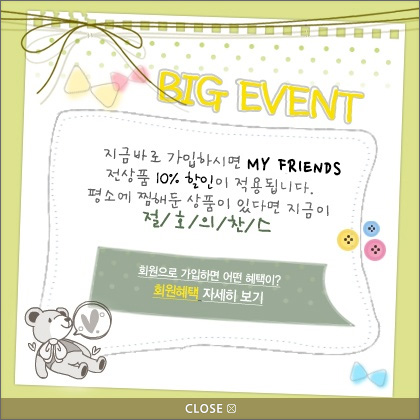 BIG EVENT
지금바로 가입하시면 MY FRIENDS
전상품 10% 할인이 적용됩니다.
평소에 찜해둔 상품이 있다면 지금이
절/호/의/찬/스
회원으로 가입하면 어떤 혜택이?
회원혜택 자세히 보기
CLOSE ☒